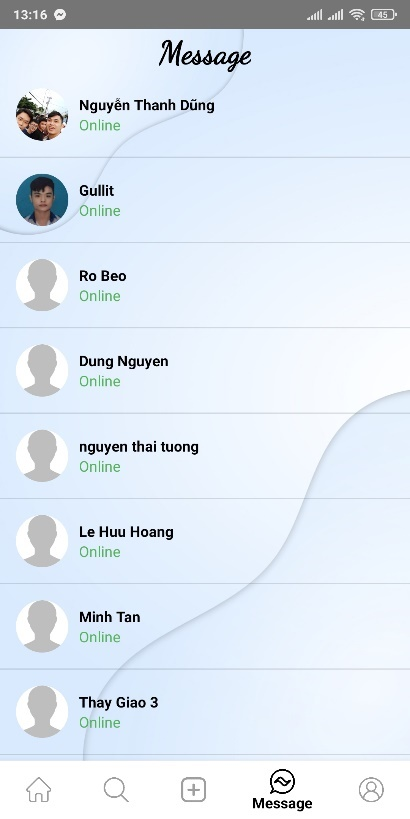 13:16
45
Message
Nguyễn Thanh Dũng
Online
Gullit
Online
Ro Beo
Online
Dung Nguyen
Online
nguyen thai tuong
Online
Le Huu Hoang
Online
Minh Tan
Online
Thay Giao 3
Online
Message